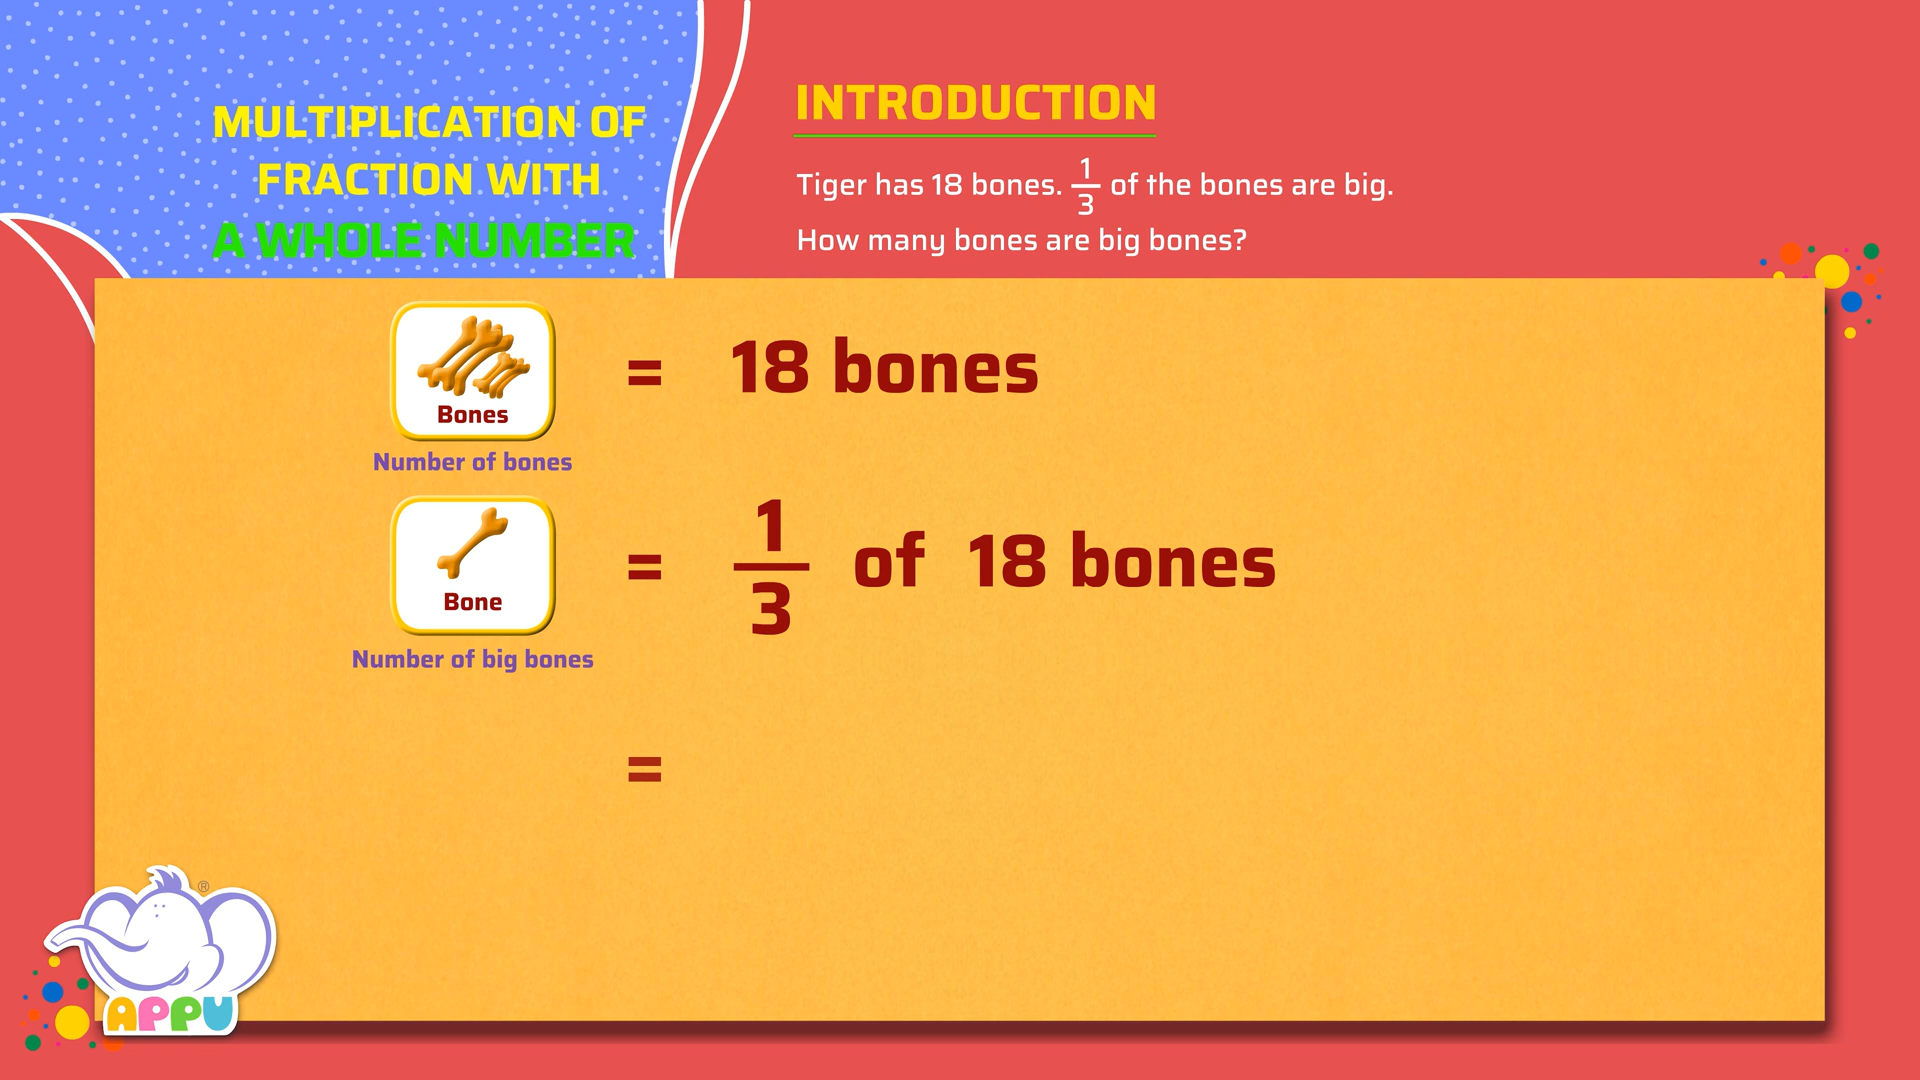 MULTIPLICATION OF
FRACTION WITH
A WHOLE NUMBER
INTRODUCTION
Tiger has 18 bones. 1/3 of the bones are big.
How many bones are big bones?
Bones
= 18 bones
Number of bones
Bone
= 1/3 of 18 bones
Number of big bones
=
®
APPU